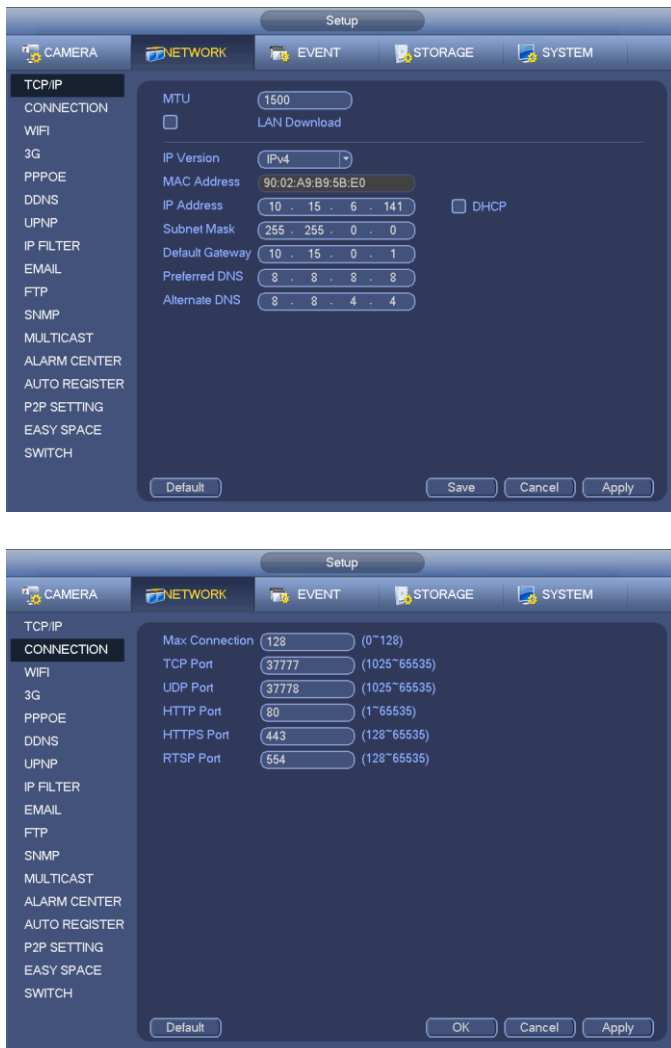 Setup
CAMERA NETWORK EVENT STORAGE SYSTEM
TCP/IP
CONNECTION
WIFI
3G
PPPOE
DDNS
UPNP
IP FILTER
EMAIL
FTP
SNMP
MULTICAST
ALARM CENTER
AUTO REGISTER
P2P SETTING
EASY SPACE
SWITCH
MTU 1500
LAN Download
IP Version IPv4
MAC Address 90:02:A9:B9:5B:E0
IP Address 10 . 15 . 6 . 141 DHCP
Subnet Mask 255 . 255 . 0 . 0
Default Gateway 10 . 15 . 0 . 1
Preferred DNS 8 . 8 . 8 . 8
Alternate DNS 8 . 8 . 4 . 4
Default Save Cancel Apply
Setup
CAMERA NETWORK EVENT STORAGE SYSTEM
TCP/IP
CONNECTION
WIFI
3G
PPPOE
DDNS
UPNP
IP FILTER
EMAIL
FTP
SNMP
MULTICAST
ALARM CENTER
AUTO REGISTER
P2P SETTING
EASY SPACE
SWITCH
Max Connection 128 (0~128)
TCP Port 37777 (1025~65535)
UDP Port 37778 (1025~65535)
HTTP Port 80 (1~65535)
HTTPS Port 443 (128~65535)
RTSP Port 554 (128~65535)
Default OK Cancel Apply